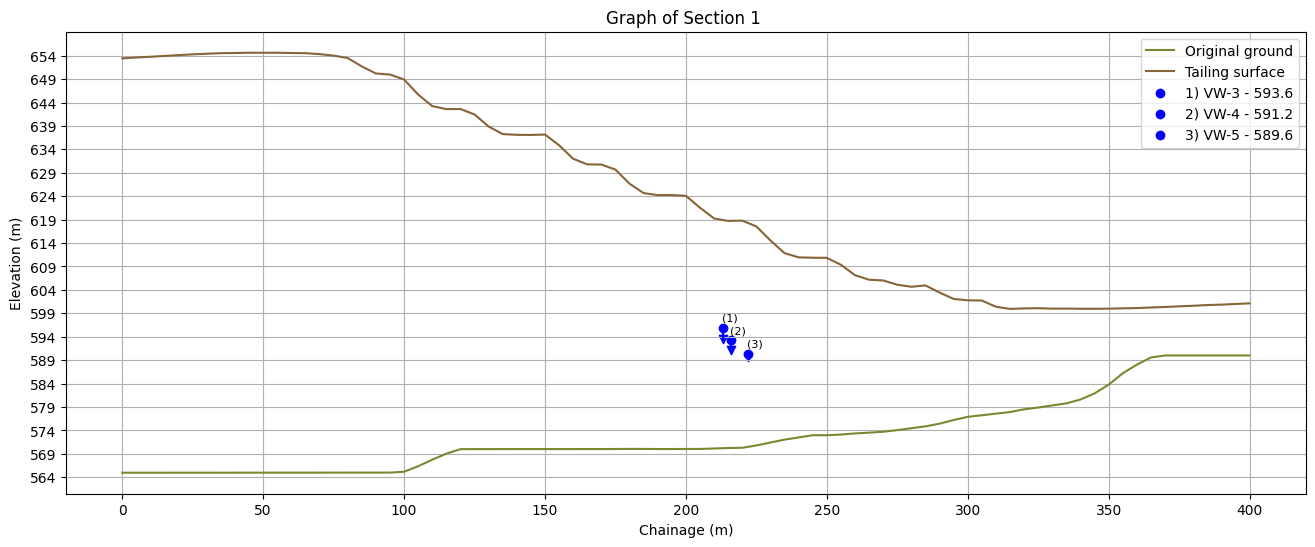 Graph of Section 1
Elevation (m)
654
649
644
639
634
629
624
619
614
609
604
599
594
589
584
579
574
569
564
Original ground
Tailing surface
1) VW-3 - 593.6
2) VW-4 - 591.2
3) VW-5 - 589.6
(1)
(2)
(3)
0 50 100 150 200 250 300 350 400
Chainage (m)